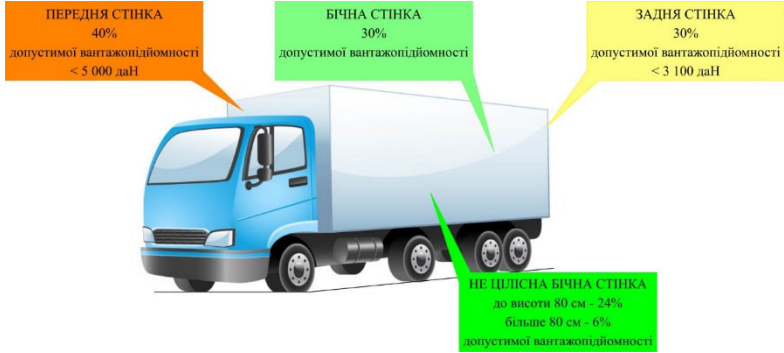 ПЕРЕДНЯ СТІНКА
40%
допустимої вантажопідйомності
< 5 000 даН
БІЧНА СТІНКА
30%
допустимої вантажопідйомності
ЗАДНЯ СТІНКА
30%
допустимої вантажопідйомності
< 3 100 даН
НЕ ЦІЛІСНА БІЧНА СТІНКА
до висоти 80 см - 24%
більше 80 см - 6%
допустимої вантажопідйомності